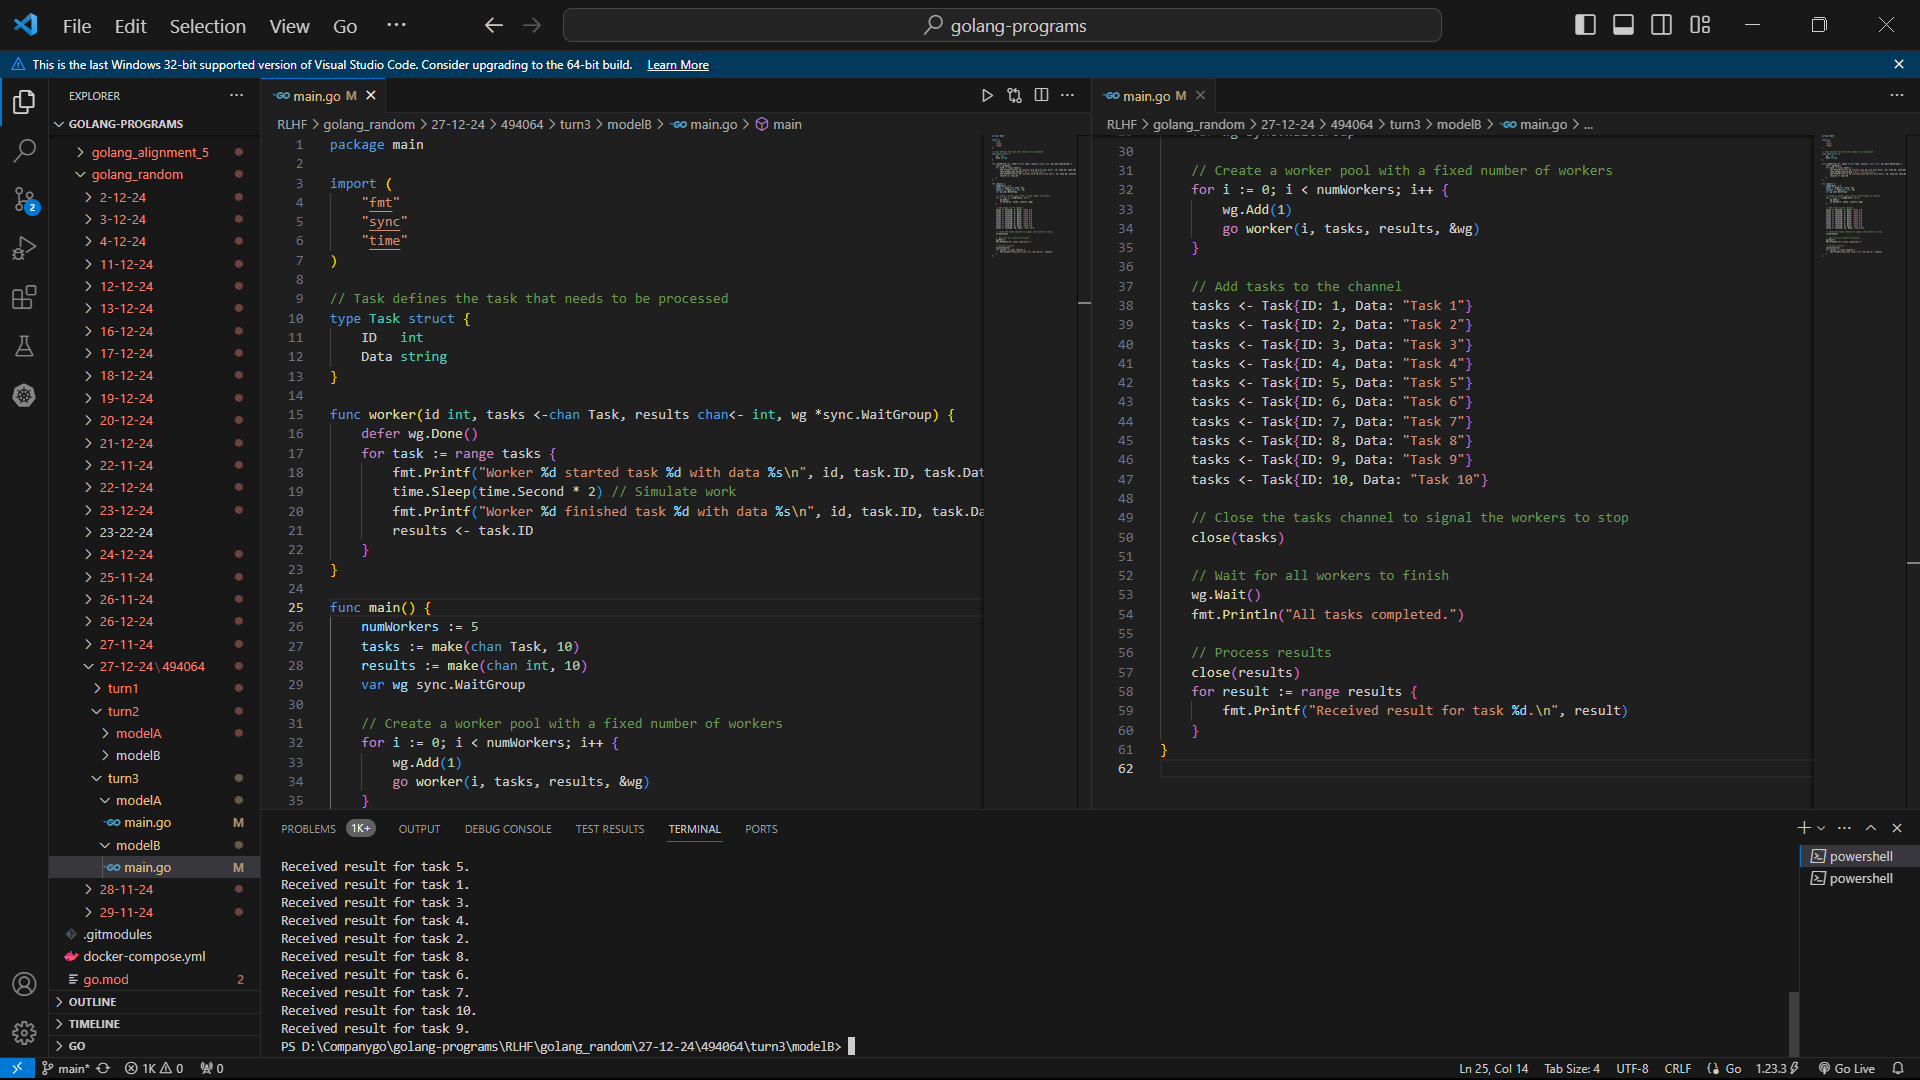 File Edit Selection View Go ··· golang-programs
This is the last Windows 32-bit supported version of Visual Studio Code. Consider upgrading to the 64-bit build. Learn More
EXPLORER ···
GOLANG-PROGRAMS
golang_alignment_5
golang_random
2-12-24
3-12-24
4-12-24
11-12-24
12-12-24
13-12-24
16-12-24
17-12-24
18-12-24
19-12-24
20-12-24
21-12-24
22-11-24
22-12-24
23-12-24
23-22-24
24-12-24
25-11-24
26-11-24
26-12-24
27-11-24
27-12-24\494064
turn1
turn2
modelA
modelB
turn3
modelA
main.go M
modelB
main.go M
28-11-24
29-11-24
.gitmodules
docker-compose.yml
go.mod 2
OUTLINE
TIMELINE
GO
2
main.go M
RLHF > golang_random > 27-12-24 > 494064 > turn3 > modelB > main.go > main
1 package main
2
3 import (
4 "fmt"
5 "sync"
6 "time"
7 )
8
9 // Task defines the task that needs to be processed
10 type Task struct {
11 ID int
12 Data string
13 }
14
15 func worker(id int, tasks <-chan Task, results chan<- int, wg *sync.WaitGroup) {
16 defer wg.Done()
17 for task := range tasks {
18 fmt.Printf("Worker %d started task %d with data %s\n", id, task.ID, task.Dat
19 time.Sleep(time.Second * 2) // Simulate work
20 fmt.Printf("Worker %d finished task %d with data %s\n", id, task.ID, task.Da
21 results <- task.ID
22 }
23 }
24
25 func main() {
26 numWorkers := 5
27 tasks := make(chan Task, 10)
28 results := make(chan int, 10)
29 var wg sync.WaitGroup
30
31 // Create a worker pool with a fixed number of workers
32 for i := 0; i < numWorkers; i++ {
33 wg.Add(1)
34 go worker(i, tasks, results, &wg)
35 }
main.go M
RLHF > golang_random > 27-12-24 > 494064 > turn3 > modelB > main.go > ...
30
31 // Create a worker pool with a fixed number of workers
32 for i := 0; i < numWorkers; i++ {
33 wg.Add(1)
34 go worker(i, tasks, results, &wg)
35 }
36
37 // Add tasks to the channel
38 tasks <- Task{ID: 1, Data: "Task 1"}
39 tasks <- Task{ID: 2, Data: "Task 2"}
40 tasks <- Task{ID: 3, Data: "Task 3"}
41 tasks <- Task{ID: 4, Data: "Task 4"}
42 tasks <- Task{ID: 5, Data: "Task 5"}
43 tasks <- Task{ID: 6, Data: "Task 6"}
44 tasks <- Task{ID: 7, Data: "Task 7"}
45 tasks <- Task{ID: 8, Data: "Task 8"}
46 tasks <- Task{ID: 9, Data: "Task 9"}
47 tasks <- Task{ID: 10, Data: "Task 10"}
48
49 // Close the tasks channel to signal the workers to stop
50 close(tasks)
51
52 // Wait for all workers to finish
53 wg.Wait()
54 fmt.Println("All tasks completed.")
55
56 // Process results
57 close(results)
58 for result := range results {
59 fmt.Printf("Received result for task %d.\n", result)
60 }
61 }
62
PROBLEMS 1K+ OUTPUT DEBUG CONSOLE TEST RESULTS TERMINAL PORTS
Received result for task 5.
Received result for task 1.
Received result for task 3.
Received result for task 4.
Received result for task 2.
Received result for task 8.
Received result for task 6.
Received result for task 7.
Received result for task 10.
Received result for task 9.
PS D:\Companygo\golang-programs\RLHF\golang_random\27-12-24\494064\turn3\modelB>
powershell
powershell
main* 1K 0 0 Ln 25, Col 14 Tab Size: 4 UTF-8 CRLF Go 1.23.3 Go Live